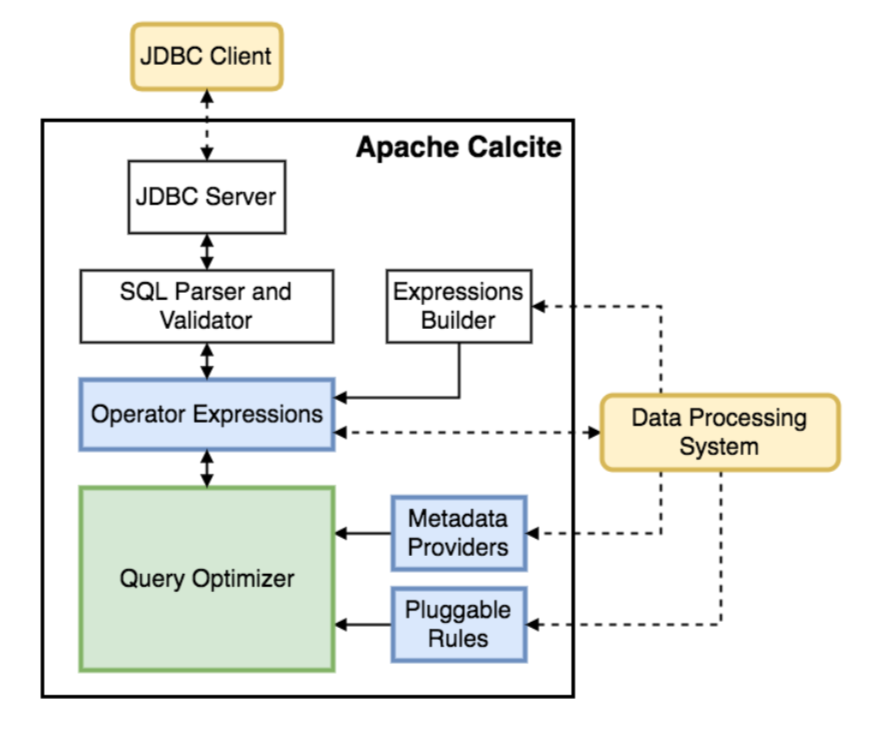 JDBC Client
Apache Calcite
JDBC Server
SQL Parser and
Validator
Expressions
Builder
Operator Expressions
Data Processing
System
Metadata
Providers
Query Optimizer
Pluggable
Rules